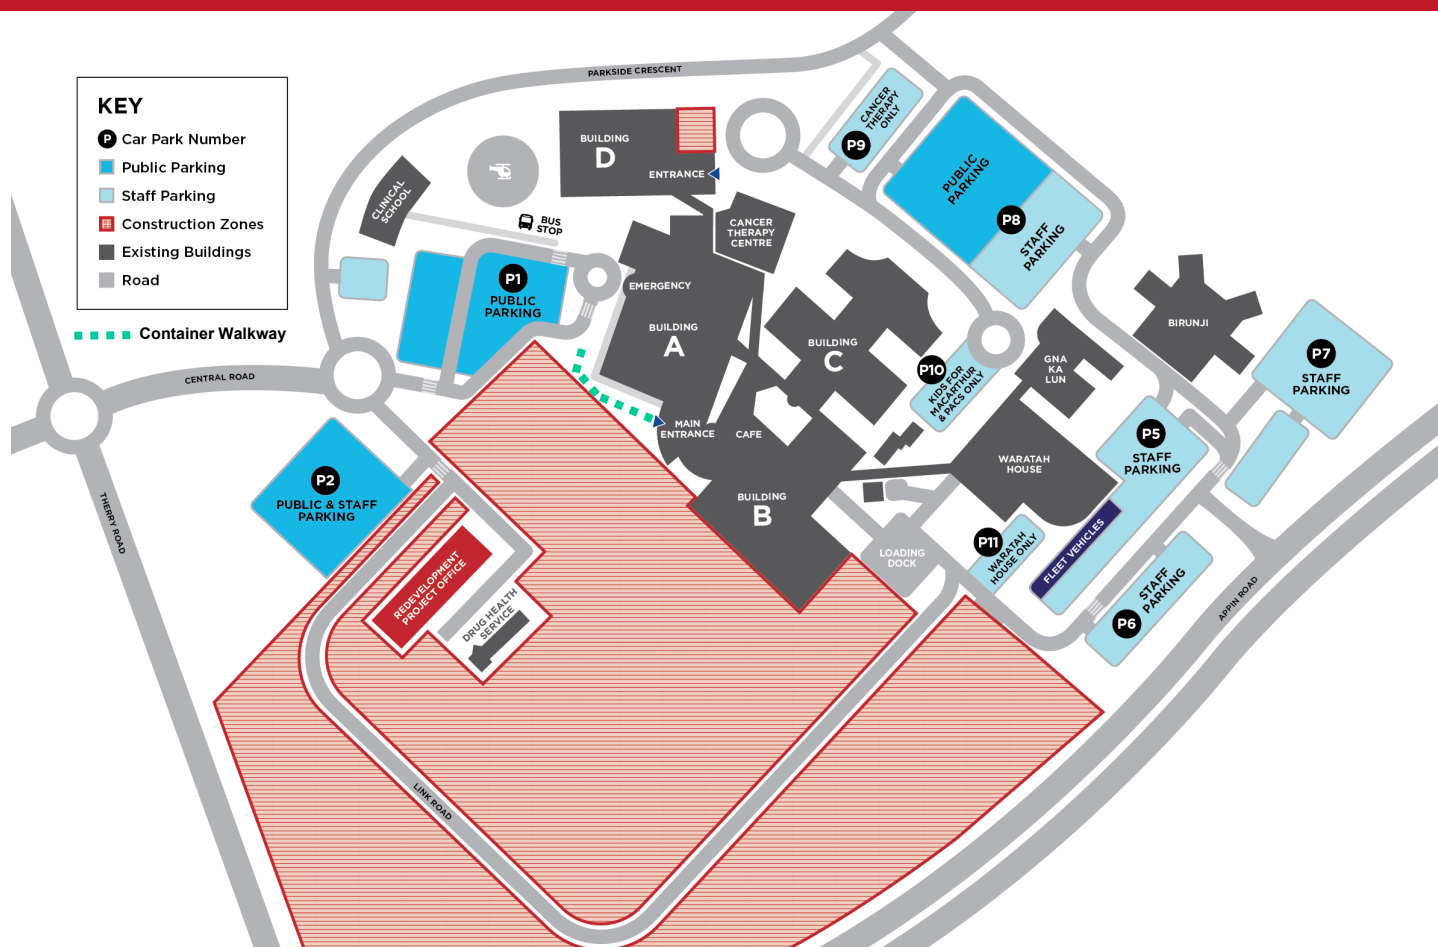 KEY
P Car Park Number
Public Parking
Staff Parking
Construction Zones
Existing Buildings
Road
Container Walkway
PARKSIDE CRESCENT
BUILDING
D
ENTRANCE
CLINICAL
SCHOOL
BUS
STOP
CANCER
THERAPY
CENTRE
P9
CANCER
THERAPY
ONLY
PUBLIC
PARKING
P8
STAFF
PARKING
P1
PUBLIC
PARKING
EMERGENCY
BUILDING
A
BUILDING
C
P10
KIDS FOR
MACARTHUR
& PACS ONLY
GNA
KA
LUN
BIRUNJI
P7
STAFF
PARKING
CENTRAL ROAD
MAIN
ENTRANCE
CAFE
P5
STAFF
PARKING
WARATAH
HOUSE
P2
PUBLIC & STAFF
PARKING
BUILDING
B
THERRY ROAD
LOADING
DOCK
P11
WARATAH
HOUSE ONLY
FLEET VEHICLES
STAFF
PARKING
P6
APPIN ROAD
REDEVELOPMENT
PROJECT OFFICE
DRUG HEALTH
SERVICE
LINK ROAD